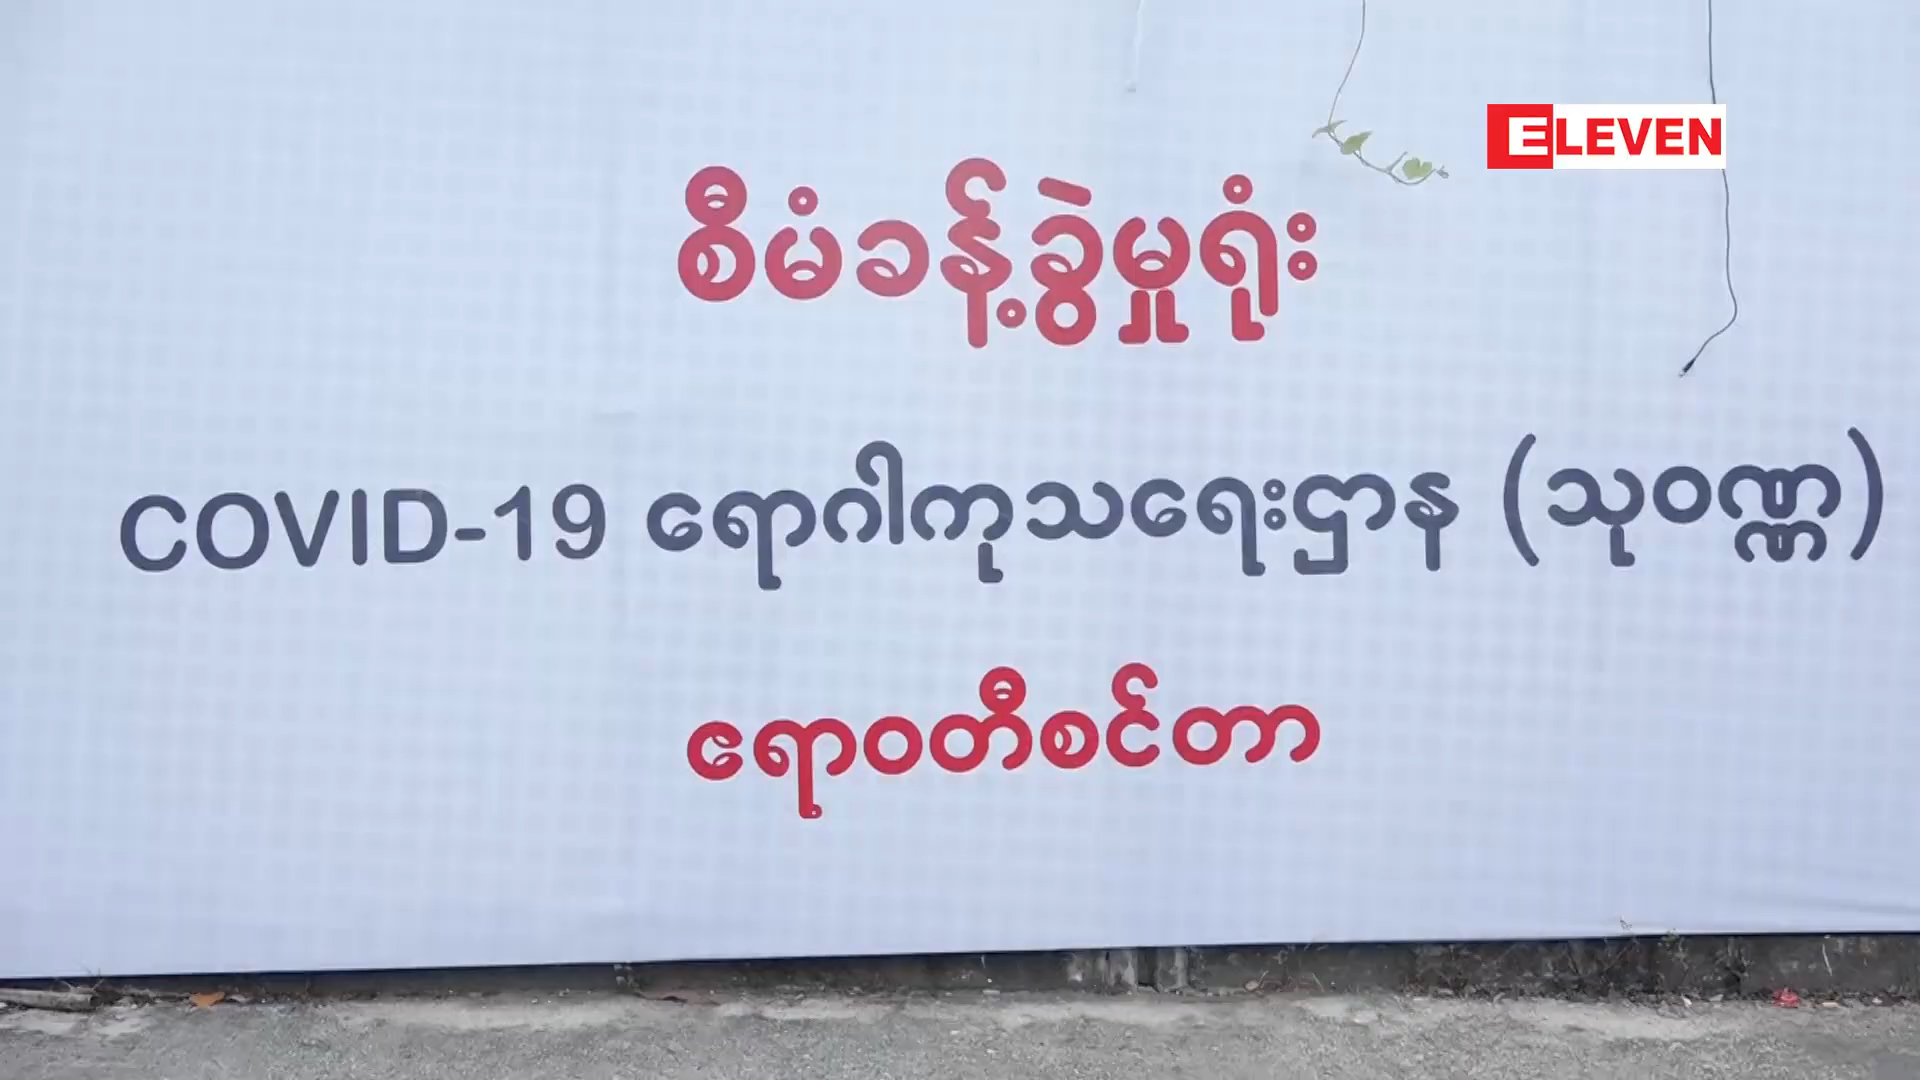 ELEVEN
စီမံခန့်ခွဲမှုရုံး
COVID-19 ရောဂါကုသရေးဌာန (သုဝဏ္ဏ)
ဧရာ့ဝတီစင်တာ